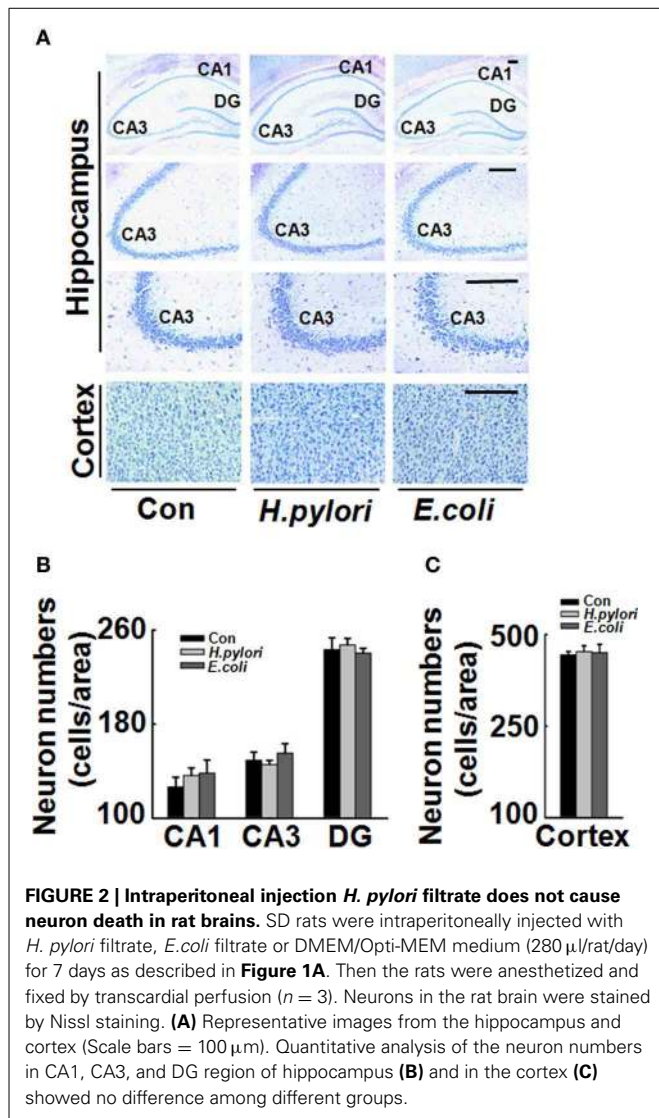 A
Hippocampus
CA1
DG
CA3
CA1
DG
CA3
CA1
DG
CA3
CA3
CA3
CA3
CA3
CA3
CA3
Cortex
Con
H.pylori
E.coli
B
Neuron numbers
(cells/area)
260
180
100
Con
H.pylori
E.coli
CA1
CA3
DG
C
Neuron numbers
(cells/area)
500
250
100
Con
H.pylori
E.coli
Cortex
FIGURE 2 | Intraperitoneal injection H. pylori filtrate does not cause
neuron death in rat brains. SD rats were intraperitoneally injected with
H. pylori filtrate, E.coli filtrate or DMEM/Opti-MEM medium (280 μl/rat/day)
for 7 days as described in Figure 1A. Then the rats were anesthetized and
fixed by transcardial perfusion (n = 3). Neurons in the rat brain were stained
by Nissl staining. (A) Representative images from the hippocampus and
cortex (Scale bars = 100 μm). Quantitative analysis of the neuron numbers
in CA1, CA3, and DG region of hippocampus (B) and in the cortex (C)
showed no difference among different groups.